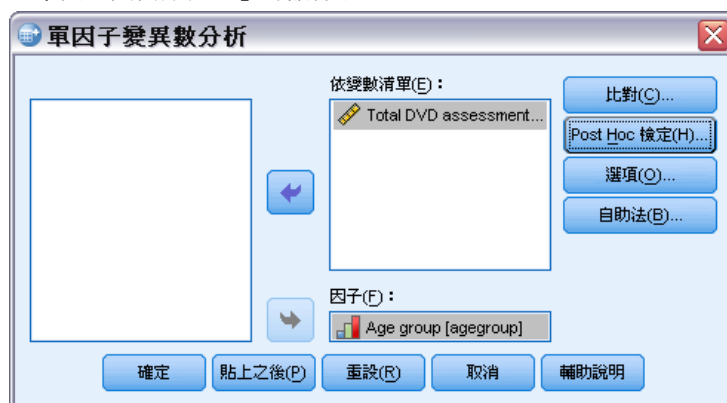 單因子變異數分析
依變數清單(E)：
Total DVD assessment...
比對(C)...
Post Hoc 檢定(H)...
選項(O)...
自助法(B)...
因子(F)：
Age group [agegroup]
確定
貼上之後(P)
重設(R)
取消
輔助說明